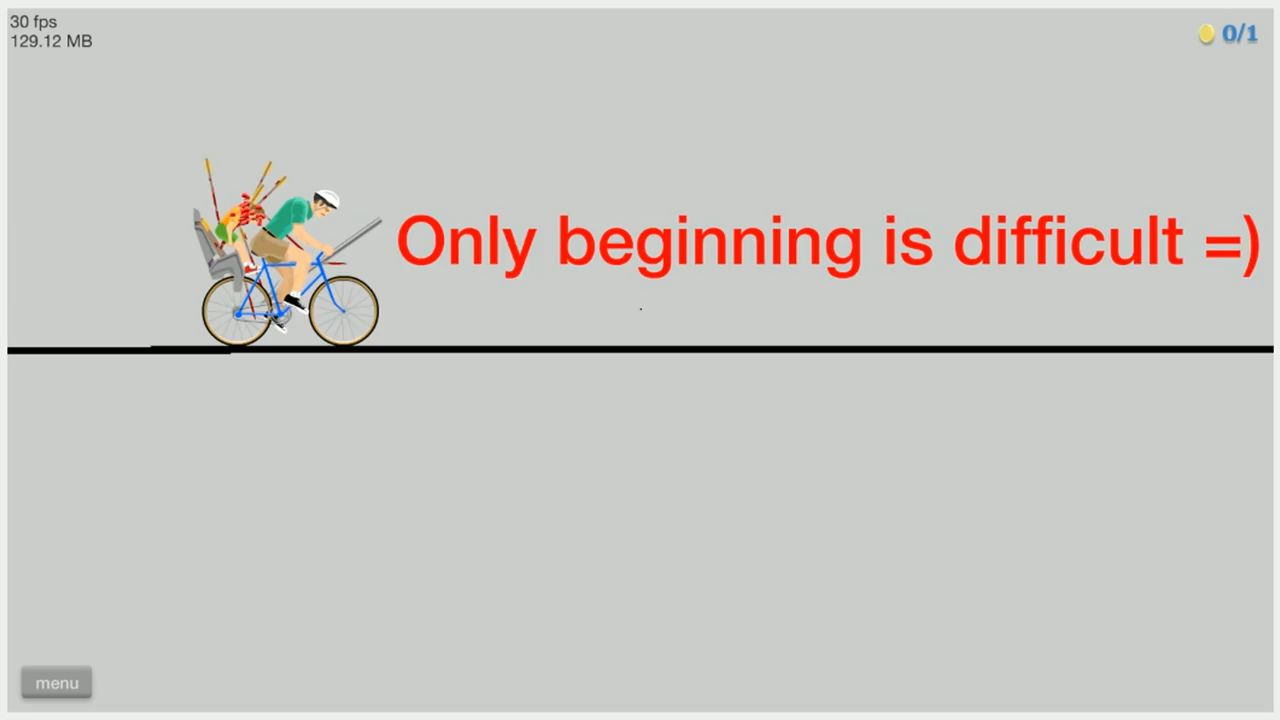 30 fps
129.12 MB
0/1
Only beginning is difficult =)
menu